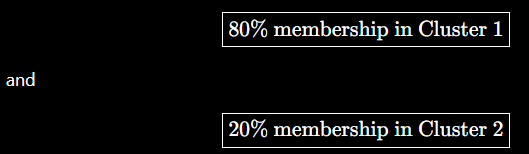 80% membership in Cluster 1
and
20% membership in Cluster 2